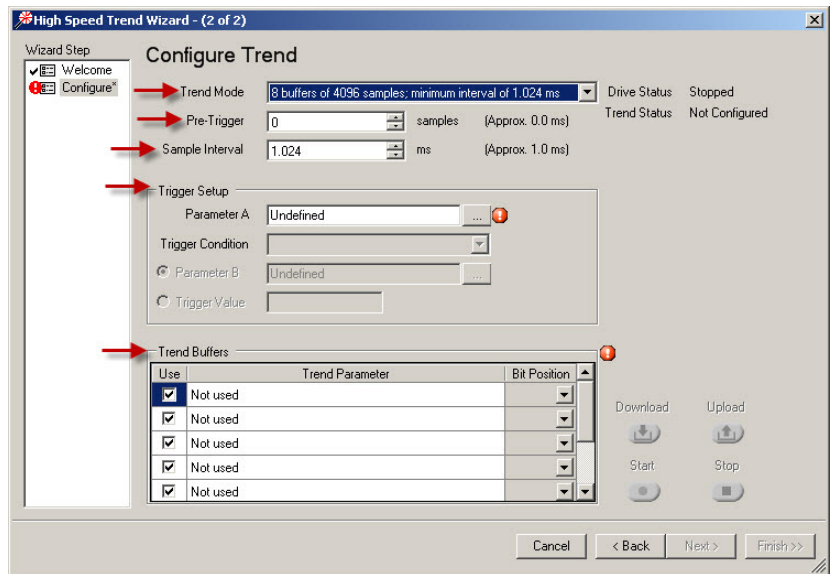 High Speed Trend Wizard - (2 of 2)
Wizard Step
Welcome
Configure*
Configure Trend
Trend Mode 8 buffers of 4096 samples; minimum interval of 1.024 ms Drive Status Stopped
Pre-Trigger 0 samples (Approx. 0.0 ms) Trend Status Not Configured
Sample Interval 1.024 ms (Approx. 1.0 ms)
Trigger Setup
Parameter A Undefined ...
Trigger Condition
Parameter B Undefined ...
Trigger Value
Trend Buffers
Use Trend Parameter Bit Position
Not used
Not used
Not used
Not used
Not used
Download Upload
Start Stop
Cancel < Back Next > Finish >>